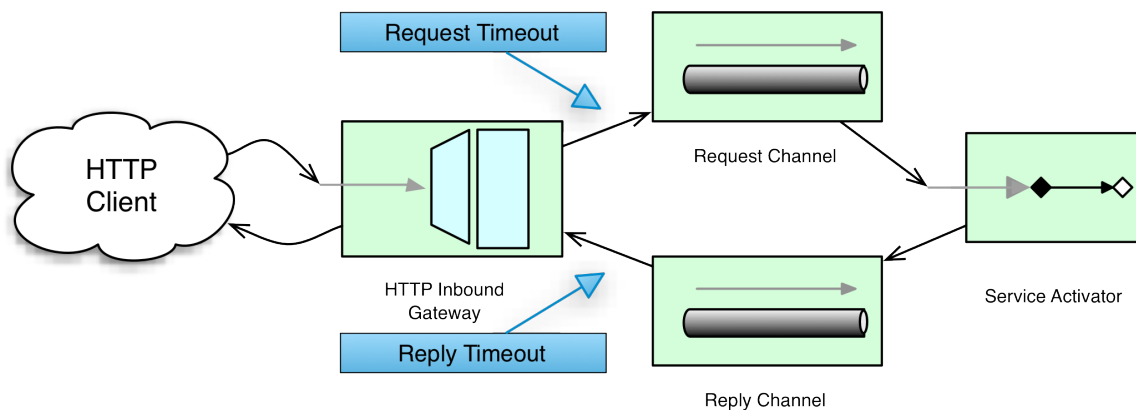 Request Timeout
HTTP
Client
Request Channel
HTTP Inbound
Gateway
Service Activator
Reply Timeout
Reply Channel